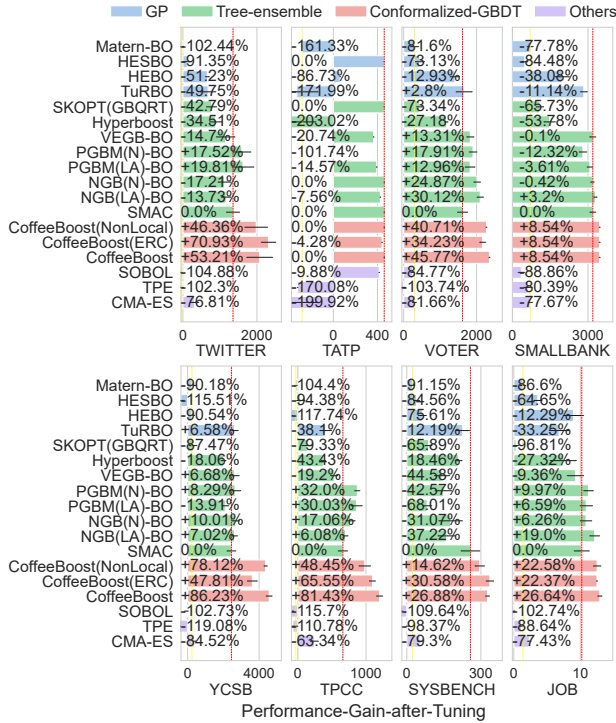 GP Tree-ensemble Conformalized-GBDT Others
Matern-BO -102.44% -161.33% -81.6% -77.78%
HESBO -91.35% 0.0% -73.13% -84.48%
HEBO -51.23% -86.73% -12.93% -38.08%
TuRBO -49.75% -171.99% +2.8% -11.14%
SKOPT(GBQRT) -42.79% 0.0% -73.34% -65.73%
Hyperboost -34.51% -203.02% -27.18% -53.78%
VEGB-BO -14.7% -20.74% +13.31% -0.1%
PGBM(N)-BO +17.52% -101.74% +17.91% -12.32%
PGBM(LA)-BO +19.81% -14.57% +12.96% -3.61%
NGB(N)-BO -17.21% 0.0% +24.87% -0.42%
NGB(LA)-BO -13.73% -7.56% +30.12% +3.2%
SMAC 0.0% 0.0% 0.0% 0.0%
CoffeeBoost(NonLocal) +46.36% 0.0% +40.71% +8.54%
CoffeeBoost(ERC) +70.93% -4.28% +34.23% +8.54%
CoffeeBoost +53.21% 0.0% +45.77% +8.54%
SOBOL -104.88% -9.88% -84.77% -88.86%
TPE -102.3% -170.08% -103.74% -80.39%
CMA-ES -76.81% -199.92% -81.66% -77.67%
0 2000 0 400 0 2000 0 3000
TWITTER TATP VOTER SMALLBANK
Matern-BO -90.18% -104.4% -91.15% -86.6%
HESBO -115.51% -94.38% -84.56% -64.65%
HEBO -90.54% -117.74% -75.61% -12.29%
TuRBO +6.58% -38.1% -12.19% -33.25%
SKOPT(GBQRT) -87.47% -79.33% -65.89% -96.81%
Hyperboost -18.06% -43.43% -18.46% -27.32%
VEGB-BO +6.68% -19.2% -44.58% -9.36%
PGBM(N)-BO +8.29% +32.0% -42.57% +9.97%
PGBM(LA)-BO -13.91% +30.03% -68.01% +6.59%
NGB(N)-BO +10.01% +17.06% -31.07% +6.26%
NGB(LA)-BO +7.02% +6.08% -37.22% +19.0%
SMAC 0.0% 0.0% 0.0% 0.0%
CoffeeBoost(NonLocal) +78.12% +48.45% +14.62% +22.58%
CoffeeBoost(ERC) +47.81% +65.55% +30.58% +22.37%
CoffeeBoost +86.23% +81.43% +26.88% +26.64%
SOBOL -102.73% -115.7% -109.64% -102.74%
TPE -119.08% -110.78% -98.37% -88.64%
CMA-ES -84.52% -63.34% -79.3% -77.43%
0 4000 0 1000 0 300 0 10
YCSB TPCC SYSBENCH JOB
Performance-Gain-after-Tuning